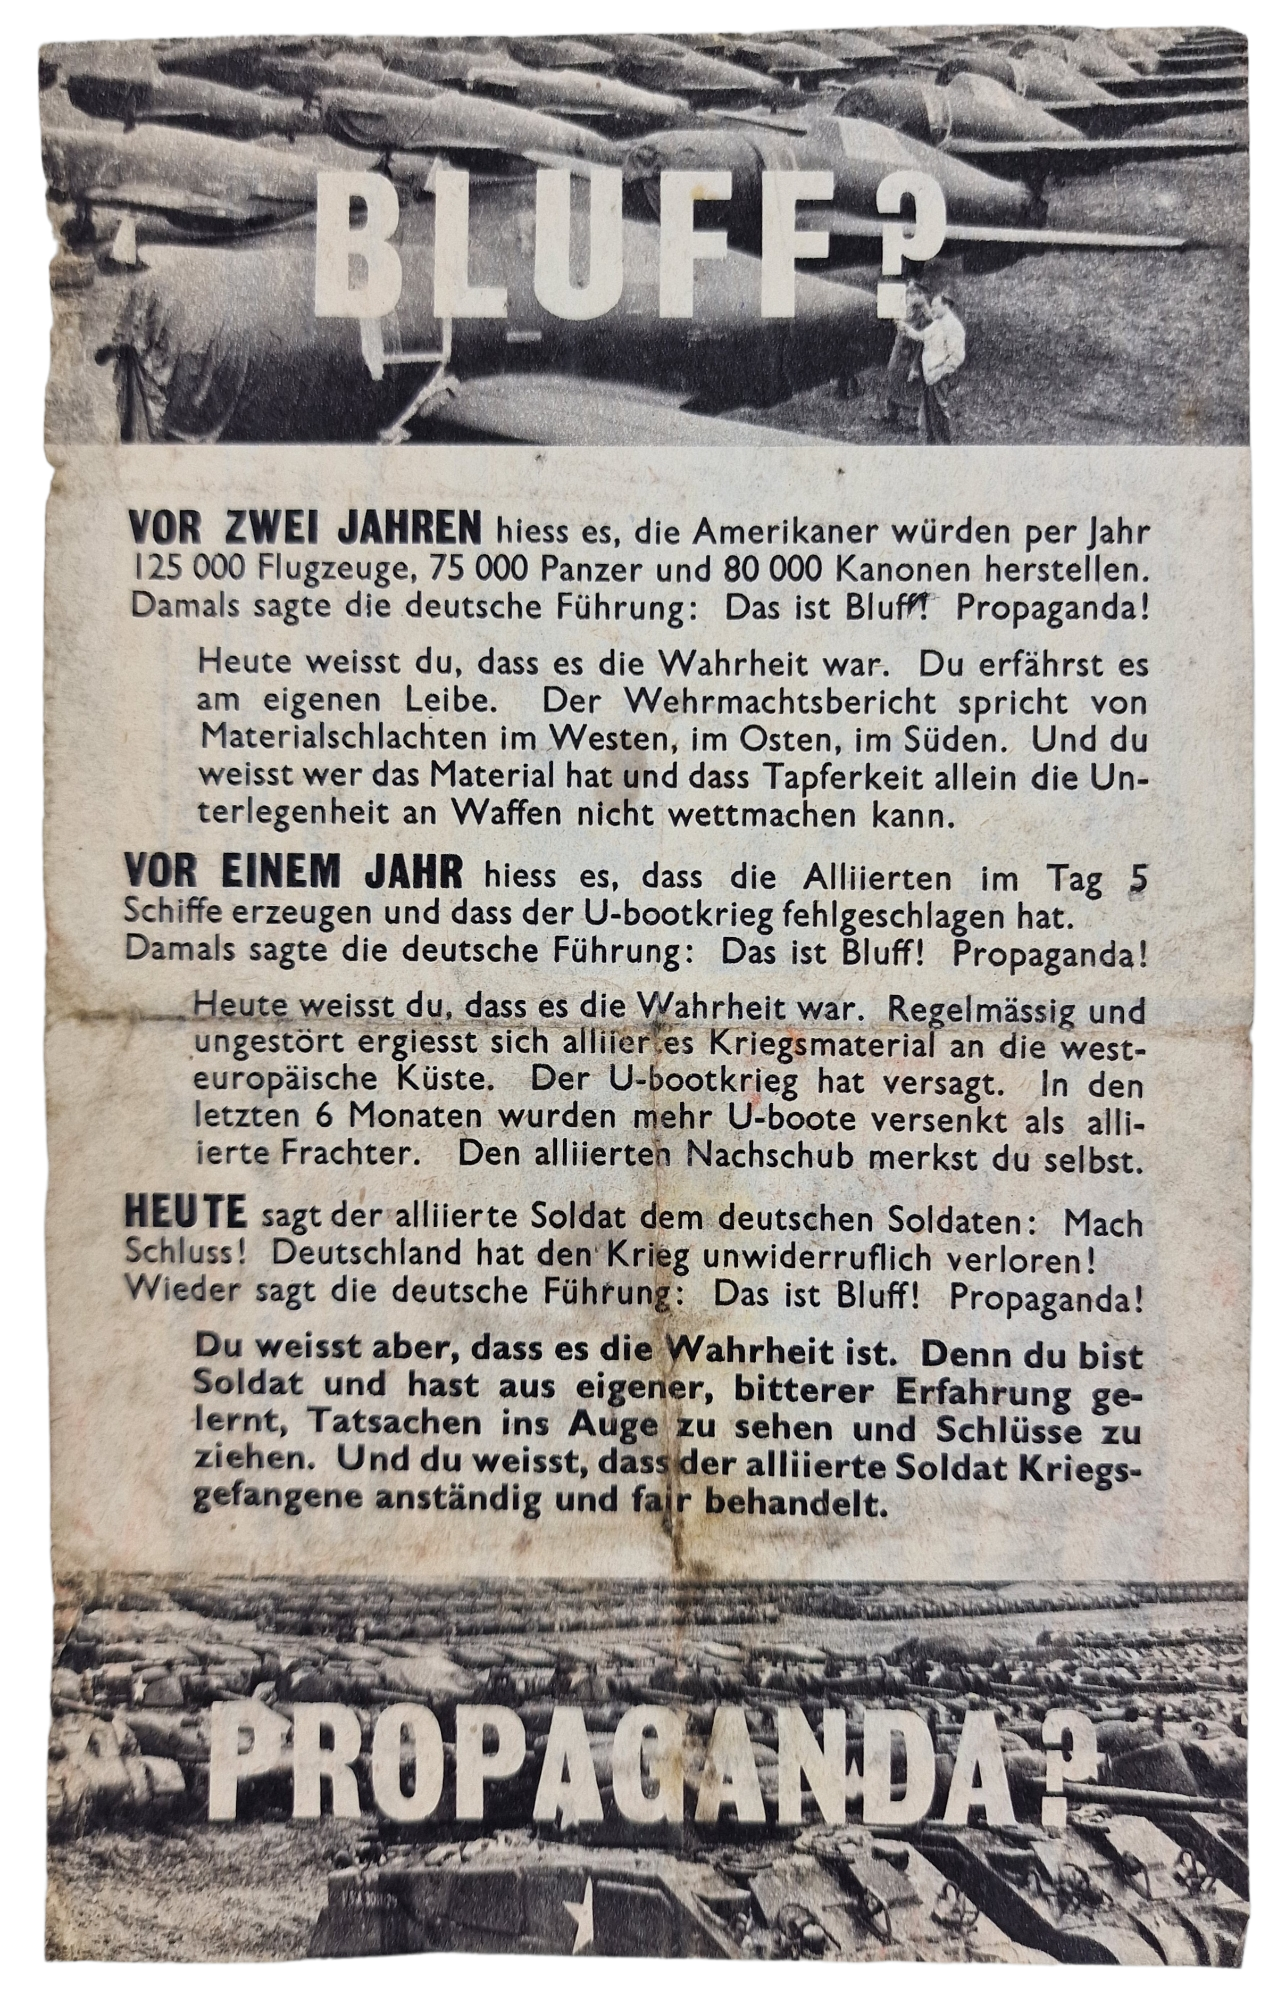 BLUFF?
VOR ZWEI JAHREN hiess es, die Amerikaner würden per Jahr
125 000 Flugzeuge, 75 000 Panzer und 80 000 Kanonen herstellen.
Damals sagte die deutsche Führung: Das ist Bluff! Propaganda!
Heute weisst du, dass es die Wahrheit war. Du erfährst es
am eigenen Leibe. Der Wehrmachtsbericht spricht von
Materialschlachten im Westen, im Osten, im Süden. Und du
weisst wer das Material hat und dass Tapferkeit allein die Un-
terlegenheit an Waffen nicht wettmachen kann.
VOR EINEM JAHR hiess es, dass die Alliierten im Tag 5
Schiffe erzeugen und dass der U-bootkrieg fehlgeschlagen hat.
Damals sagte die deutsche Führung: Das ist Bluff! Propaganda!
Heute weisst du, dass es die Wahrheit war. Regelmässig und
ungestört ergiesst sich alliiertes Kriegsmaterial an die west-
europäische Küste. Der U-bootkrieg hat versagt. In den
letzten 6 Monaten wurden mehr U-boote versenkt als alli-
ierte Frachter. Den alliierten Nachschub merkst du selbst.
HEUTE sagt der alliierte Soldat dem deutschen Soldaten: Mach
Schluss! Deutschland hat den Krieg unwiderruflich verloren!
Wieder sagt die deutsche Führung: Das ist Bluff! Propaganda!
Du weisst aber, dass es die Wahrheit ist. Denn du bist
Soldat und hast aus eigener, bitterer Erfahrung ge-
lernt, Tatsachen ins Auge zu sehen und Schlüsse zu
ziehen. Und du weisst, dass der alliierte Soldat Kriegs-
gefangene anständig und fair behandelt.
PROPAGANDA?